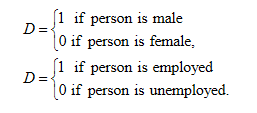 D = {1 if person is male
0 if person is female,
D = {1 if person is employed
0 if person is unemployed.